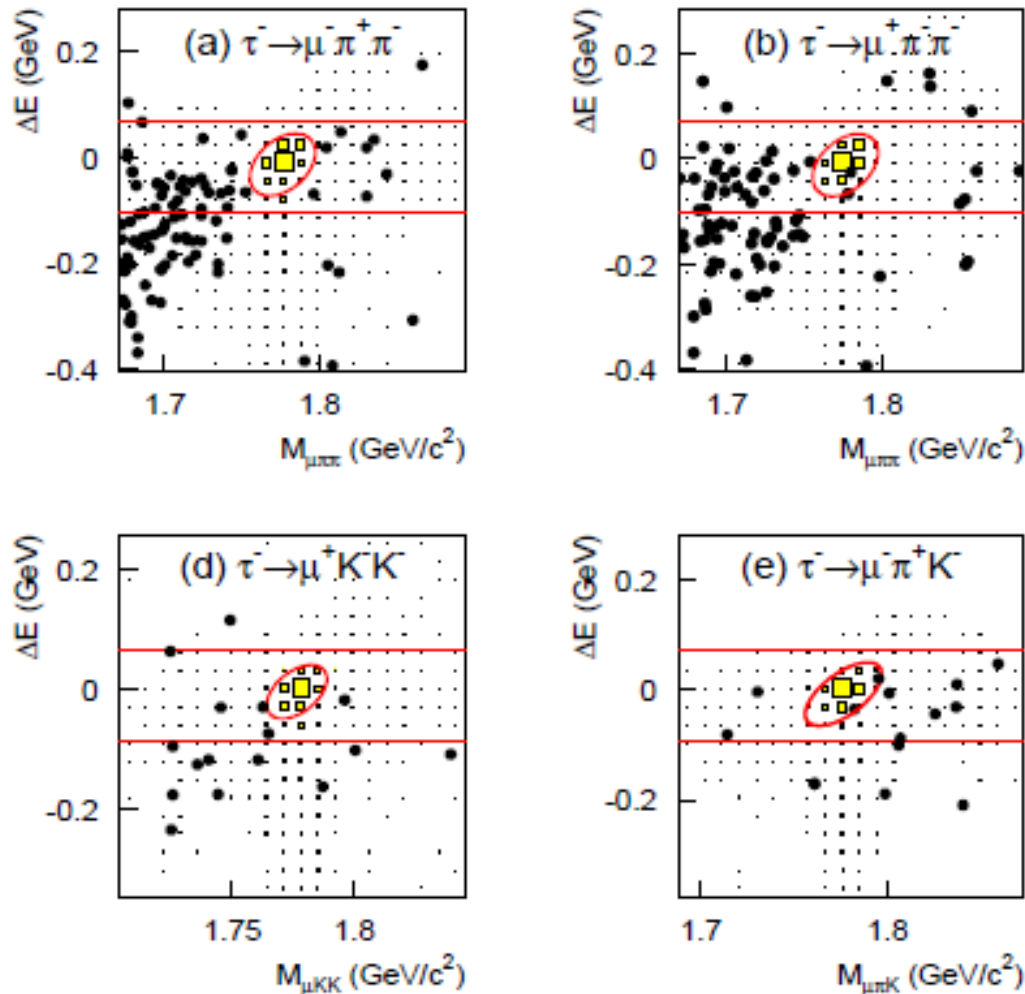 (a) τ⁻→μ⁻π⁺π⁻
ΔE (GeV)
0.2
0
-0.2
-0.4
1.7
1.8
M_μππ (GeV/c²)
(b) τ⁻→μ⁺π⁻π⁻
ΔE (GeV)
0.2
0
-0.2
-0.4
1.7
1.8
M_μππ (GeV/c²)
(d) τ⁻→μ⁺K⁻K⁻
ΔE (GeV)
0.2
0
-0.2
1.75
1.8
M_μKK (GeV/c²)
(e) τ⁻→μ⁻π⁺K⁻
ΔE (GeV)
0.2
0
-0.2
1.7
1.8
M_μπK (GeV/c²)